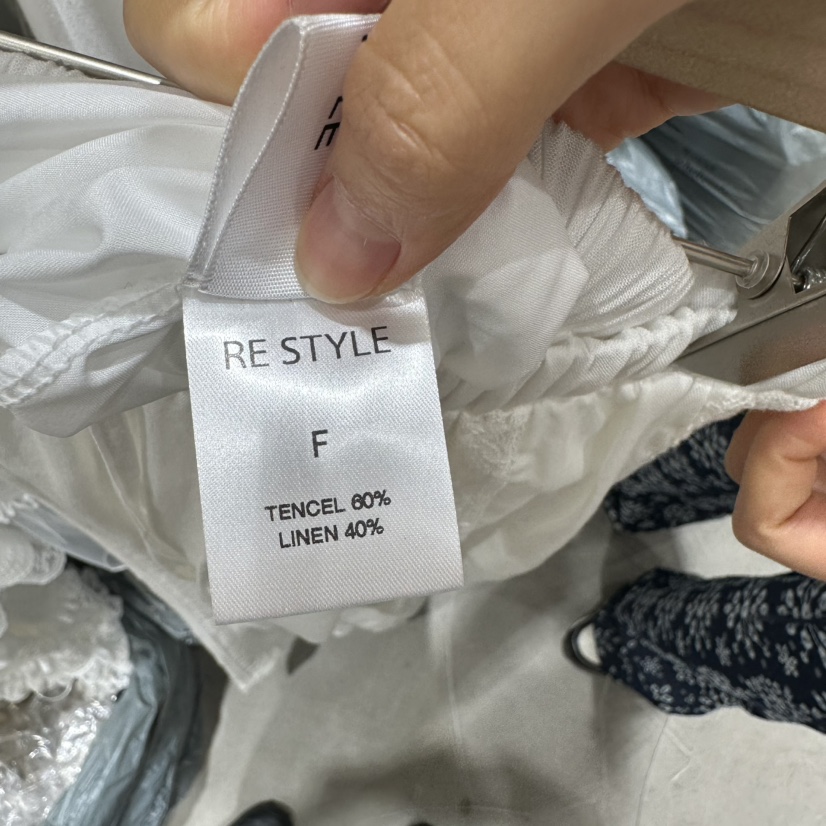 RE STYLE
F
TENCEL 60%
LINEN 40%